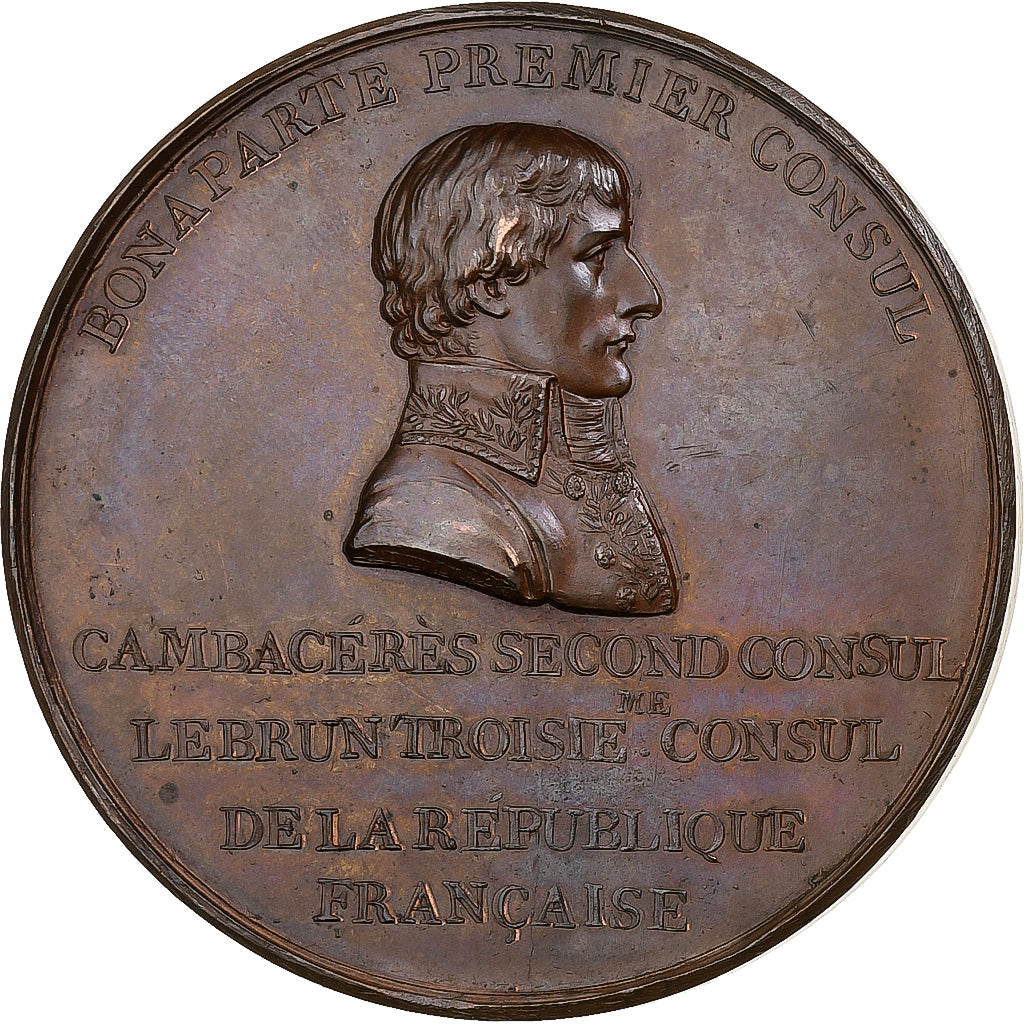 BONAPARTE PREMIER CONSUL
CAMBACÉRÈS SECOND CONSUL
LEBRUN TROISIE.ME CONSUL
DE LA RÉPUBLIQUE
FRANÇAISE